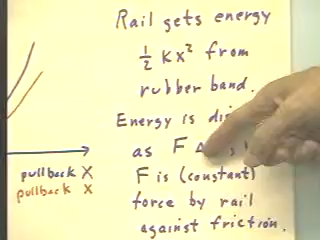 Rail gets energy
½ kx² from
rubber band.
Energy is
as F
F is (constant)
force by rail
against friction.
pullback X
pullback x